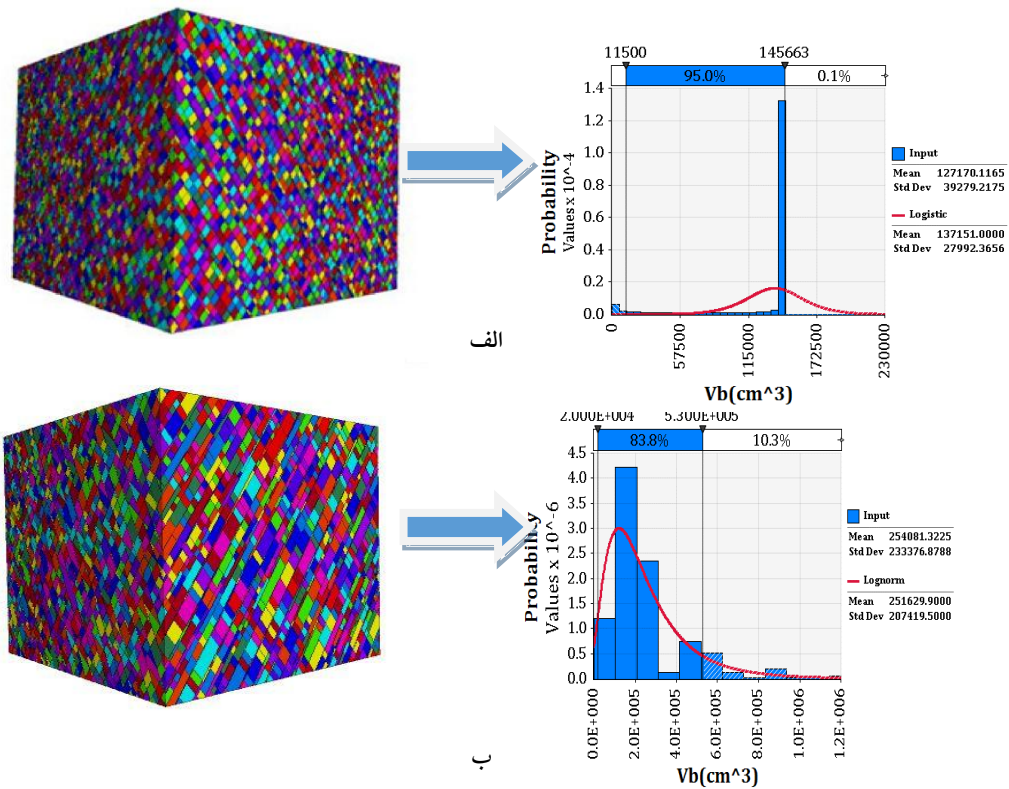 11500
145663
95.0%
0.1%
1.4
1.2
1.0
0.8
0.6
0.4
0.2
0.0
Probability
Values x 10^-4
0
57500
115000
172500
230000
Vb(cm^3)
Input
Mean 127170.1165
Std Dev 39279.2175
Logistic
Mean 137151.0000
Std Dev 27992.3656
الف
2.000E+004
5.300E+005
83.8%
10.3%
4.5
4.0
3.5
3.0
2.5
2.0
1.5
1.0
0.5
0.0
Probability
Values x 10^-6
0.0E+000
2.0E+005
4.0E+005
6.0E+005
8.0E+005
1.0E+006
1.2E+006
Vb(cm^3)
Input
Mean 254081.3225
Std Dev 233376.8788
Lognorm
Mean 251629.9000
Std Dev 207419.5000
ب